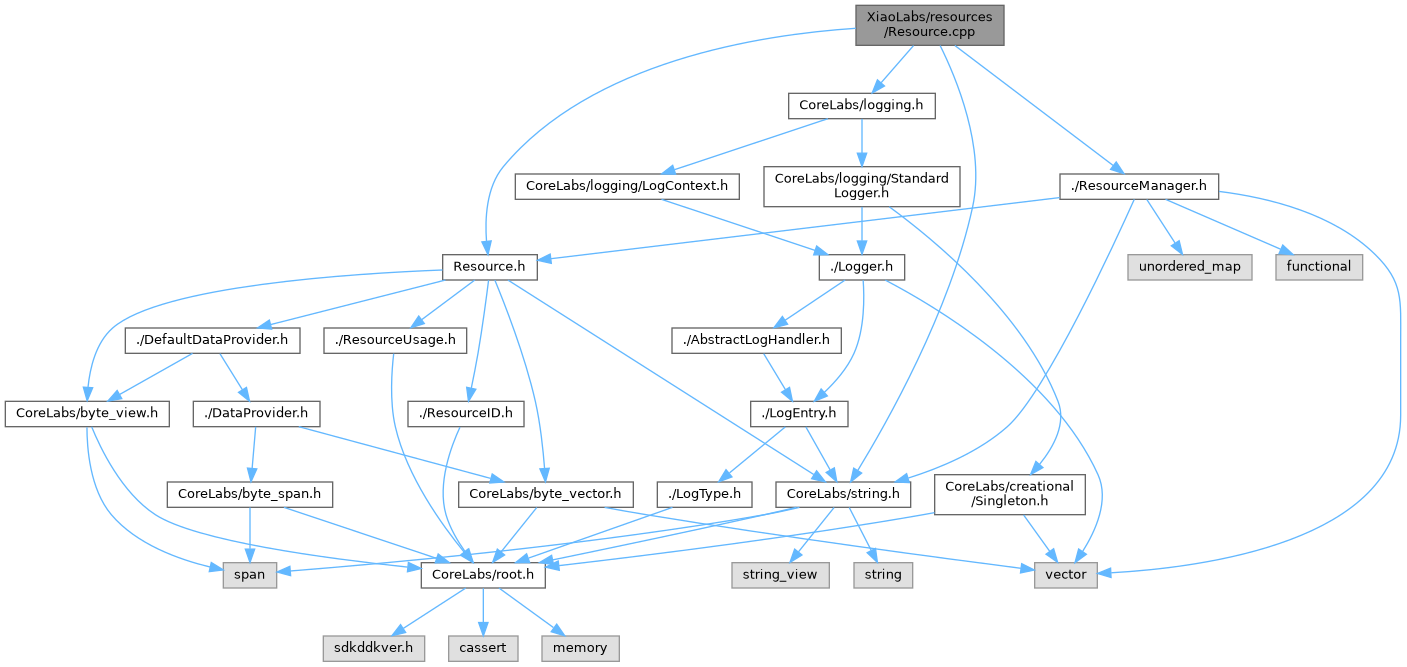 XiaoLabs/resources
/Resource.cpp
CoreLabs/logging.h
CoreLabs/logging/LogContext.h
CoreLabs/logging/Standard
Logger.h
./ResourceManager.h
Resource.h
./Logger.h
unordered_map
functional
./DefaultDataProvider.h
./ResourceUsage.h
./AbstractLogHandler.h
CoreLabs/byte_view.h
./DataProvider.h
./ResourceID.h
./LogEntry.h
CoreLabs/byte_span.h
CoreLabs/byte_vector.h
./LogType.h
CoreLabs/string.h
CoreLabs/creational
/Singleton.h
span
CoreLabs/root.h
string_view
string
vector
sdkddkver.h
cassert
memory